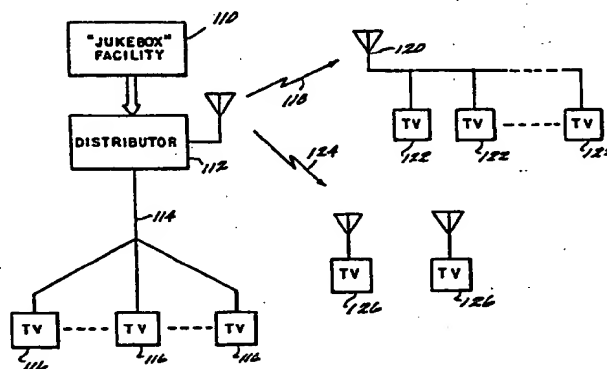 110
"JUKEBOX"
FACILITY
120
118
DISTRIBUTOR
112
TV TV TV
122 122 122
124
114
TV TV
126 126
TV TV TV
116 116 116